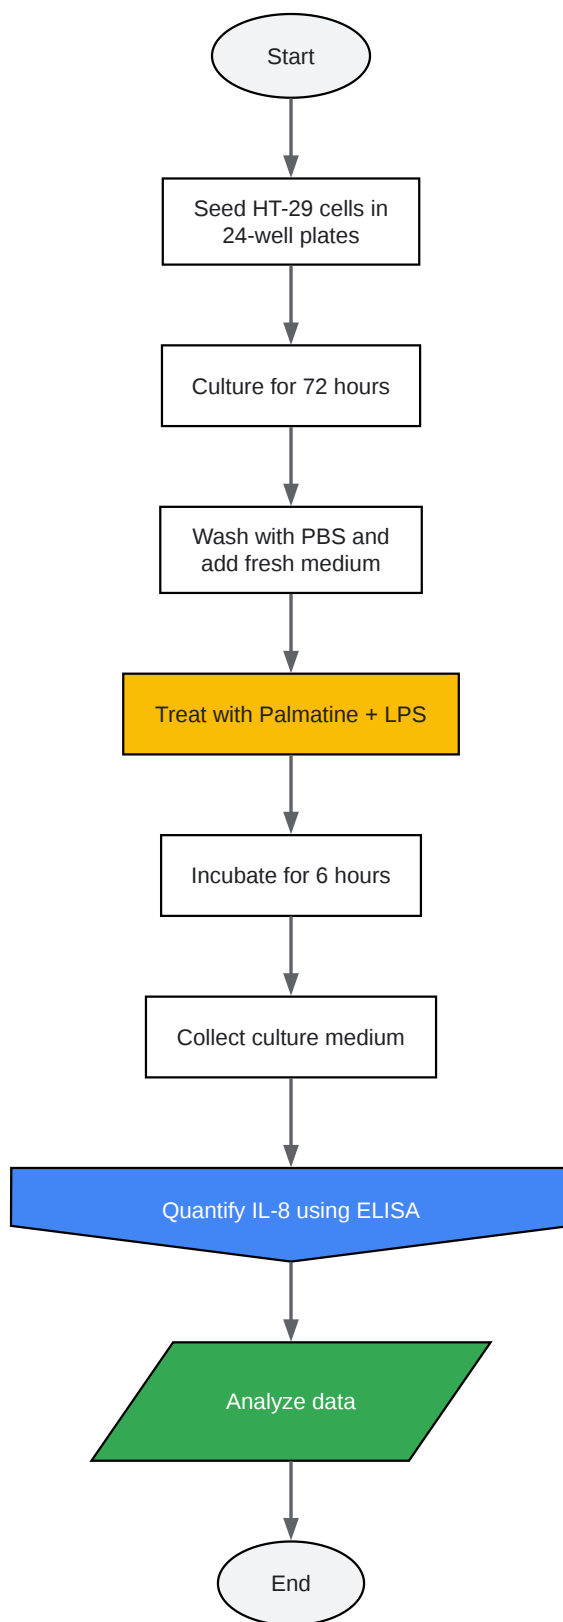 Start
Seed HT-29 cells in
24-well plates
Culture for 72 hours
Wash with PBS and
add fresh medium
Treat with Palmatine + LPS
Incubate for 6 hours
Collect culture medium
Quantify IL-8 using ELISA
Analyze data
End